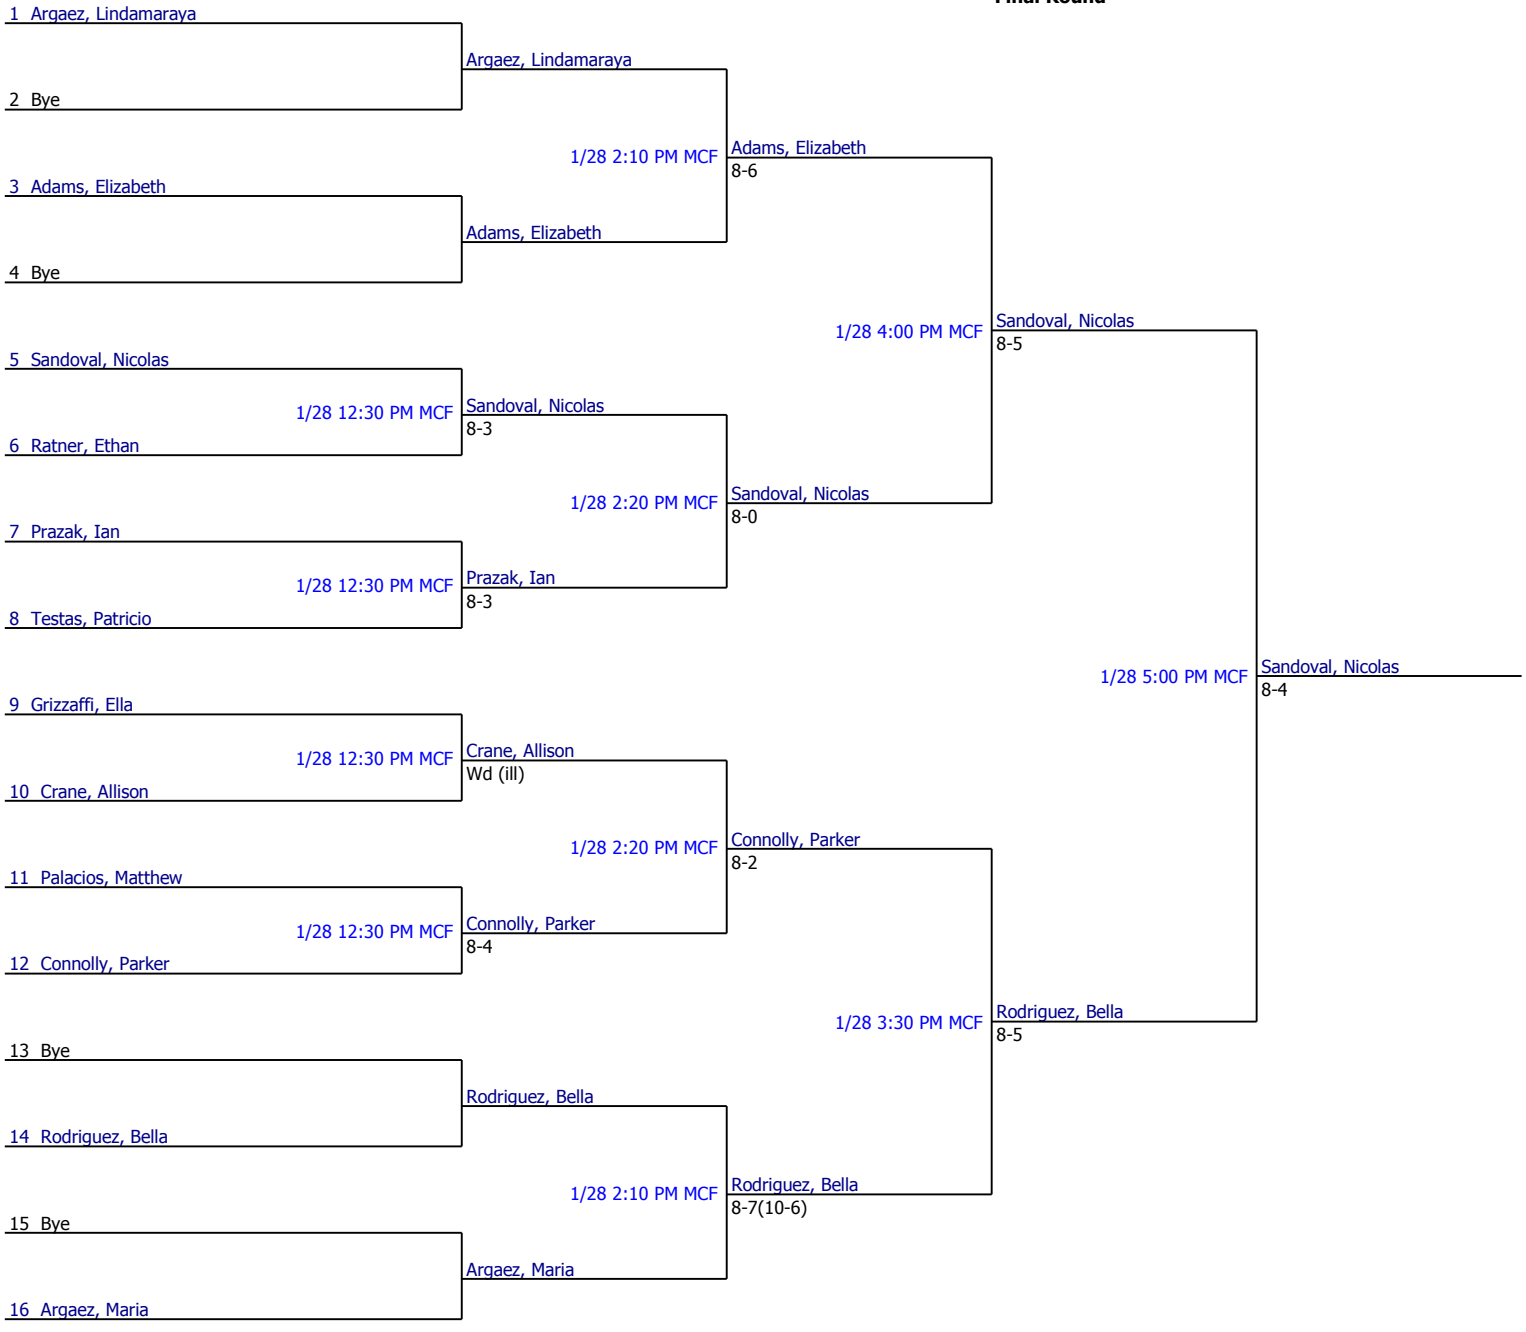 Final Round
1 Argaez, Lindamaraya
Argaez, Lindamaraya
2 Bye
1/28 2:10 PM MCF
Adams, Elizabeth
8-6
3 Adams, Elizabeth
Adams, Elizabeth
4 Bye
1/28 4:00 PM MCF
Sandoval, Nicolas
8-5
5 Sandoval, Nicolas
1/28 12:30 PM MCF
Sandoval, Nicolas
8-3
6 Ratner, Ethan
1/28 2:20 PM MCF
Sandoval, Nicolas
8-0
7 Prazak, Ian
1/28 12:30 PM MCF
Prazak, Ian
8-3
8 Testas, Patricio
1/28 5:00 PM MCF
Sandoval, Nicolas
8-4
9 Grizzaffi, Ella
1/28 12:30 PM MCF
Crane, Allison
Wd (ill)
10 Crane, Allison
1/28 2:20 PM MCF
Connolly, Parker
8-2
11 Palacios, Matthew
1/28 12:30 PM MCF
Connolly, Parker
8-4
12 Connolly, Parker
1/28 3:30 PM MCF
Rodriguez, Bella
8-5
13 Bye
Rodriguez, Bella
14 Rodriguez, Bella
1/28 2:10 PM MCF
Rodriguez, Bella
8-7(10-6)
15 Bye
Argaez, Maria
16 Argaez, Maria